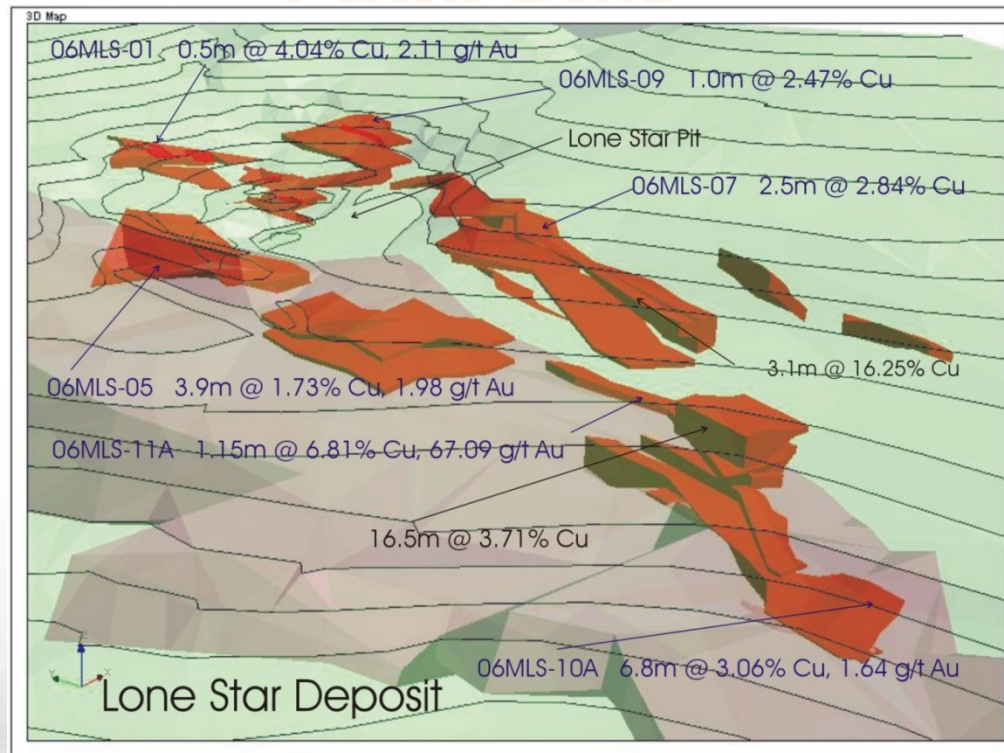 3D Map
06MLS-01 0.5m @ 4.04% Cu, 2.11 g/t Au
06MLS-09 1.0m @ 2.47% Cu
Lone Star Pit
06MLS-07 2.5m @ 2.84% Cu
3.1m @ 16.25% Cu
06MLS-05 3.9m @ 1.73% Cu, 1.98 g/t Au
06MLS-11A 1.15m @ 6.81% Cu, 67.09 g/t Au
16.5m @ 3.71% Cu
06MLS-10A 6.8m @ 3.06% Cu, 1.64 g/t Au
Lone Star Deposit